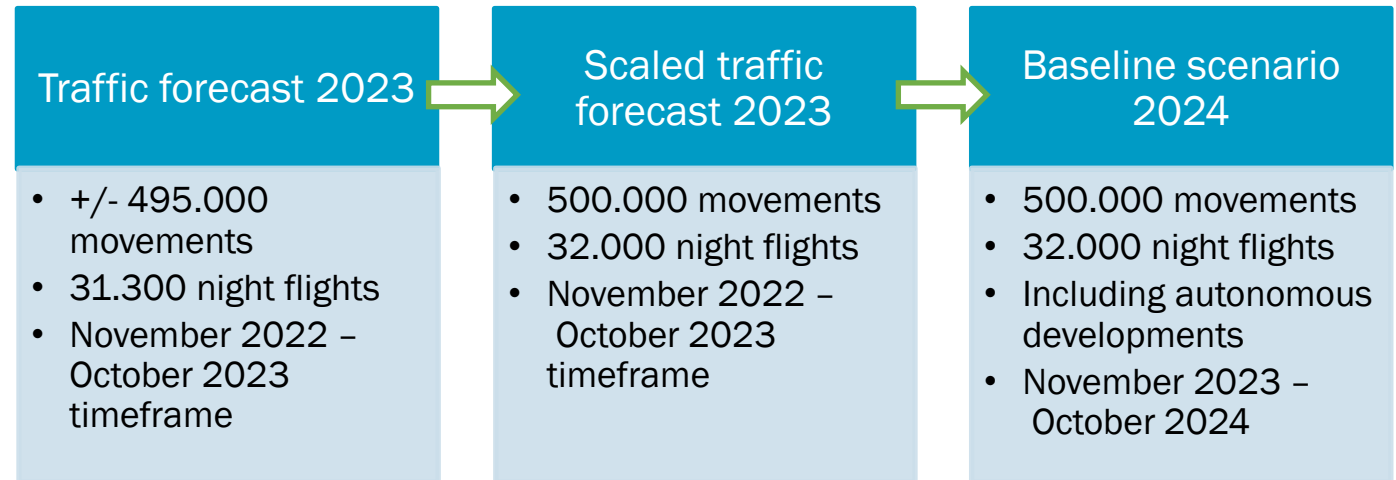 Traffic forecast 2023
• +/- 495.000
movements
• 31.300 night flights
• November 2022 –
October 2023
timeframe
Scaled traffic
forecast 2023
• 500.000 movements
• 32.000 night flights
• November 2022 –
October 2023
timeframe
Baseline scenario
2024
• 500.000 movements
• 32.000 night flights
• Including autonomous
developments
• November 2023 –
October 2024